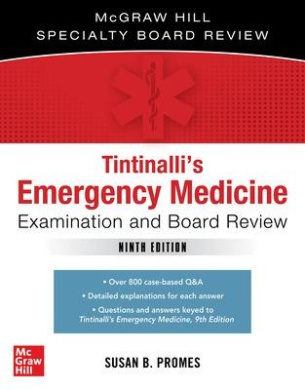 McGRAW HILL
SPECIALTY BOARD REVIEW
Tintinalli's
Emergency Medicine
Examination and Board Review
NINTH EDITION
• Over 800 case-based Q&A
• Detailed explanations for each answer
• Questions and answers keyed to
Tintinalli's Emergency Medicine, 9th Edition
Mc
Graw
Hill
SUSAN B. PROMES